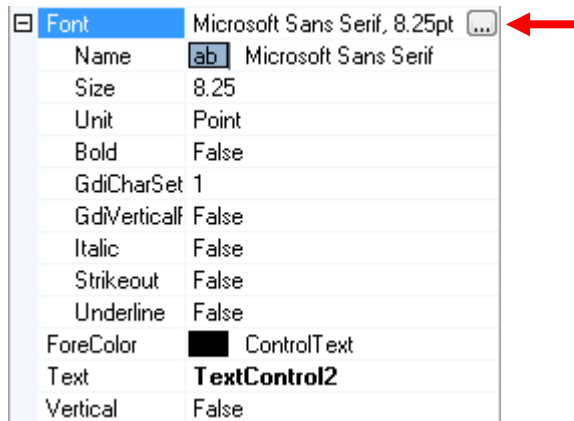 Font Microsoft Sans Serif, 8.25pt ...
Name ab Microsoft Sans Serif
Size 8.25
Unit Point
Bold False
GdiCharSet 1
GdiVerticalF False
Italic False
Strikeout False
Underline False
ForeColor ControlText
Text TextControl2
Vertical False